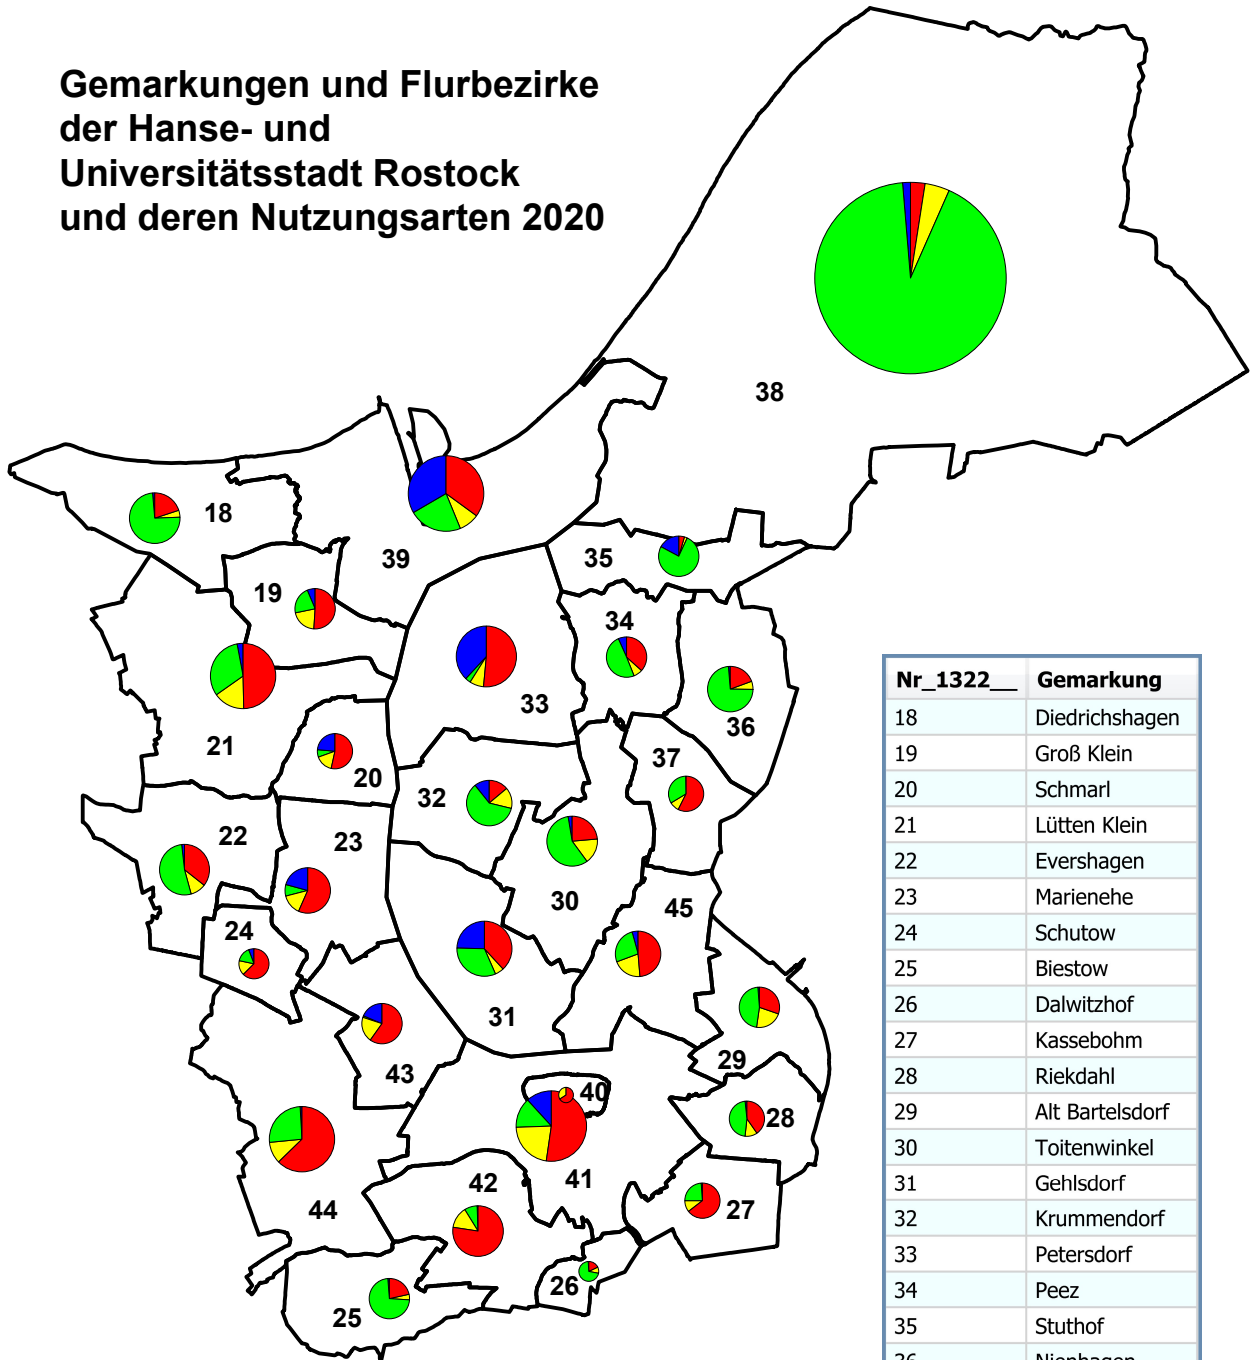 Gemarkungen und Flurbezirke
der Hanse- und
Universitätsstadt Rostock
und deren Nutzungsarten 2020
38
18
39
35
19
34
33
36
21
37
20
32
22
23
30
45
24
31
29
43
40
28
41
42
44
27
26
25
Nr_1322__ Gemarkung
18 Diedrichshagen
19 Groß Klein
20 Schmarl
21 Lütten Klein
22 Evershagen
23 Marienehe
24 Schutow
25 Biestow
26 Dalwitzhof
27 Kassebohm
28 Riekdahl
29 Alt Bartelsdorf
30 Toitenwinkel
31 Gehlsdorf
32 Krummendorf
33 Petersdorf
34 Peez
35 Stuthof
36 Nienhagen